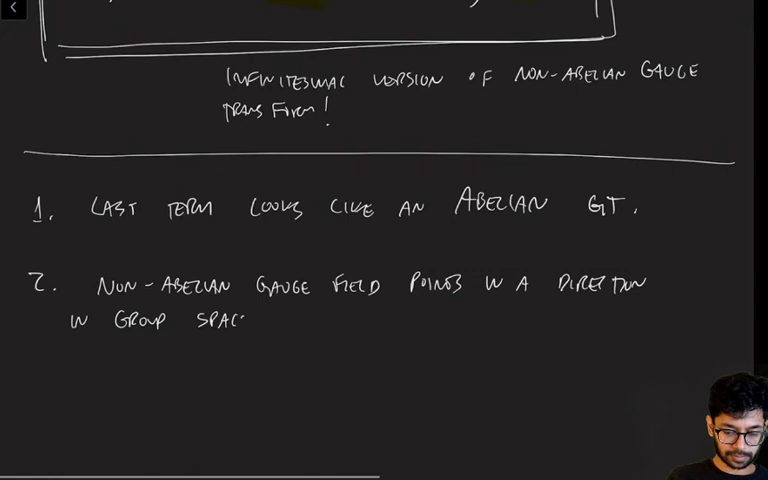 INFINITESIMAL VERSION OF NON-ABELIAN GAUGE
TRANSFORM!
1. LAST TERM LOOKS LIKE AN ABELIAN GT.
2. NON-ABELIAN GAUGE FIELD POINTS IN A DIRECTION
IN GROUP SPAC